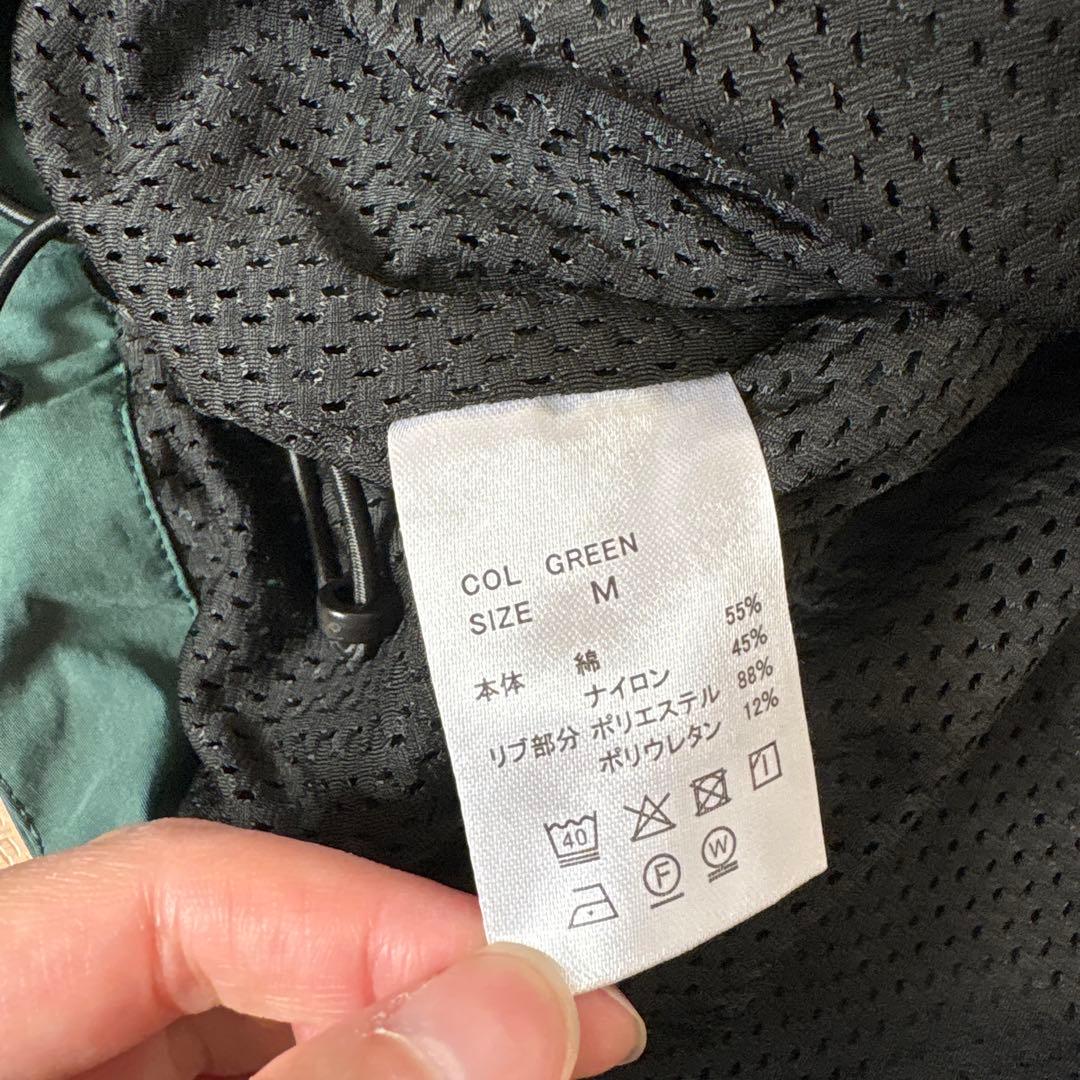 COL GREEN
SIZE M
本体 綿 55%
ナイロン 45%
リブ部分 ポリエステル 88%
ポリウレタン 12%
40
F W